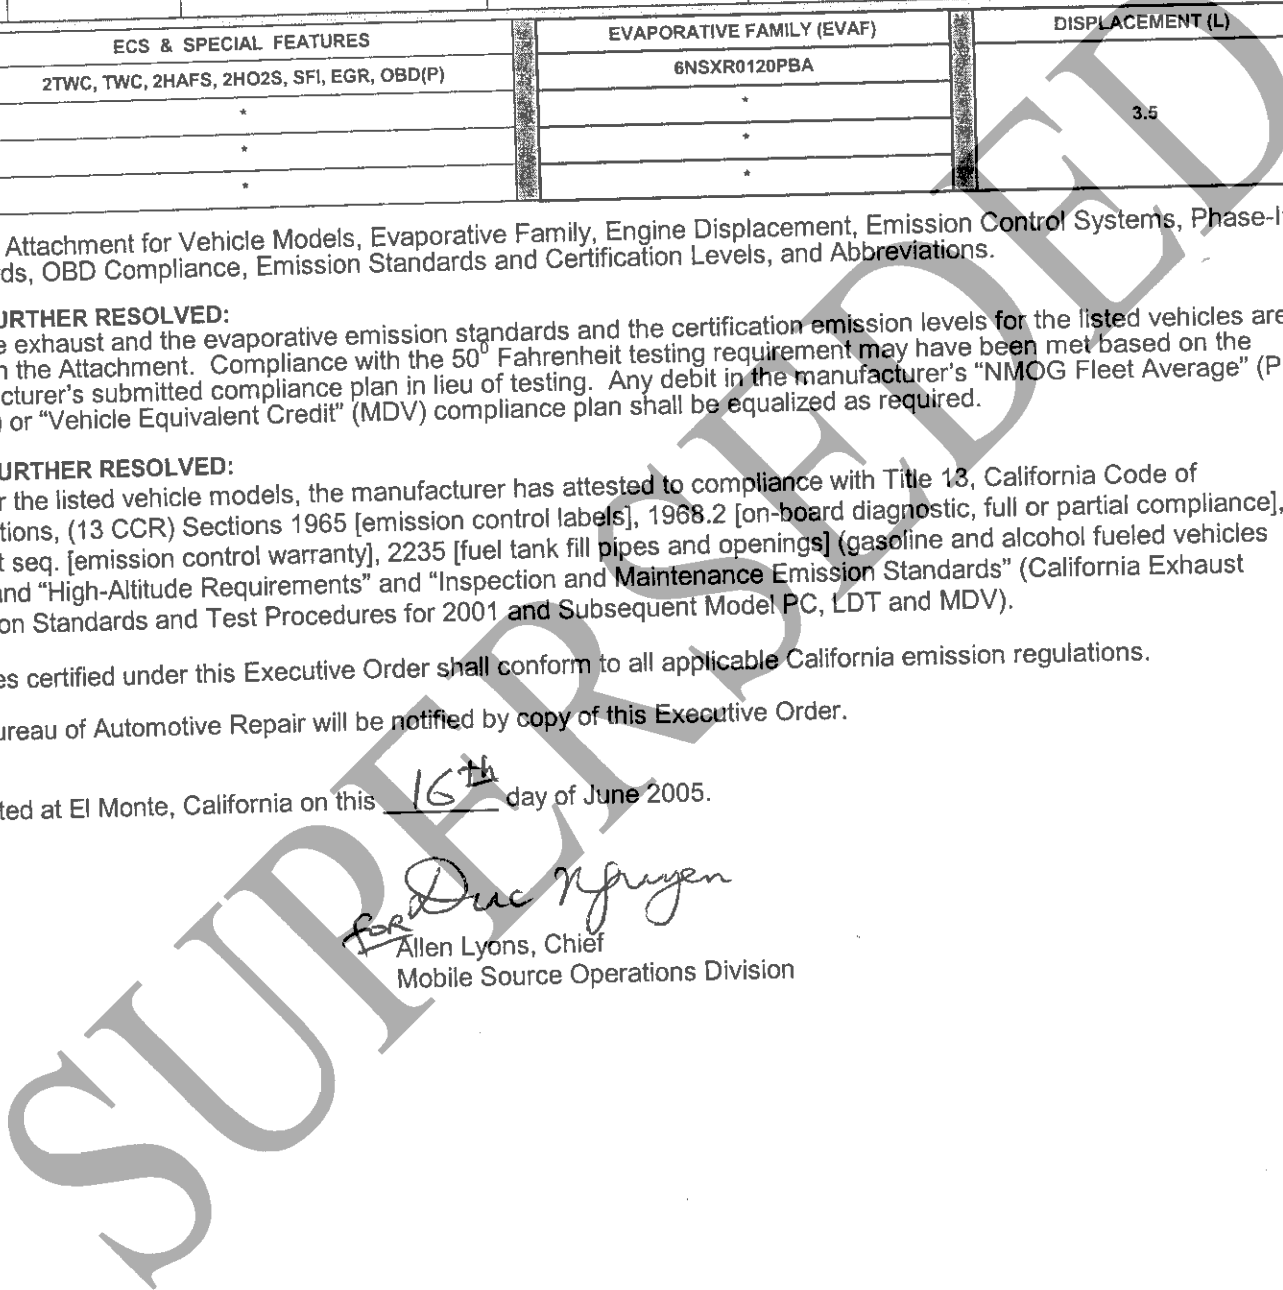 ECS & SPECIAL FEATURES EVAPORATIVE FAMILY (EVAF) DISPLACEMENT (L)
2TWC, TWC, 2HAFS, 2HO2S, SFI, EGR, OBD(P) 6NSXR0120PBA
* * 3.5
* *
* *
Attachment for Vehicle Models, Evaporative Family, Engine Displacement, Emission Control Systems, Phase-I
ds, OBD Compliance, Emission Standards and Certification Levels, and Abbreviations.
URTHER RESOLVED:
e exhaust and the evaporative emission standards and the certification emission levels for the listed vehicles are
n the Attachment. Compliance with the 50⁰ Fahrenheit testing requirement may have been met based on the
cturer's submitted compliance plan in lieu of testing. Any debit in the manufacturer's "NMOG Fleet Average" (P
) or "Vehicle Equivalent Credit" (MDV) compliance plan shall be equalized as required.
URTHER RESOLVED:
r the listed vehicle models, the manufacturer has attested to compliance with Title 13, California Code of
tions, (13 CCR) Sections 1965 [emission control labels], 1968.2 [on-board diagnostic, full or partial compliance],
t seq. [emission control warranty], 2235 [fuel tank fill pipes and openings] (gasoline and alcohol fueled vehicles
and "High-Altitude Requirements" and "Inspection and Maintenance Emission Standards" (California Exhaust
on Standards and Test Procedures for 2001 and Subsequent Model PC, LDT and MDV).
es certified under this Executive Order shall conform to all applicable California emission regulations.
ureau of Automotive Repair will be notified by copy of this Executive Order.
ted at El Monte, California on this 16th day of June 2005.
for Duc Nguyen
Allen Lyons, Chief
Mobile Source Operations Division
SUPERSEDED